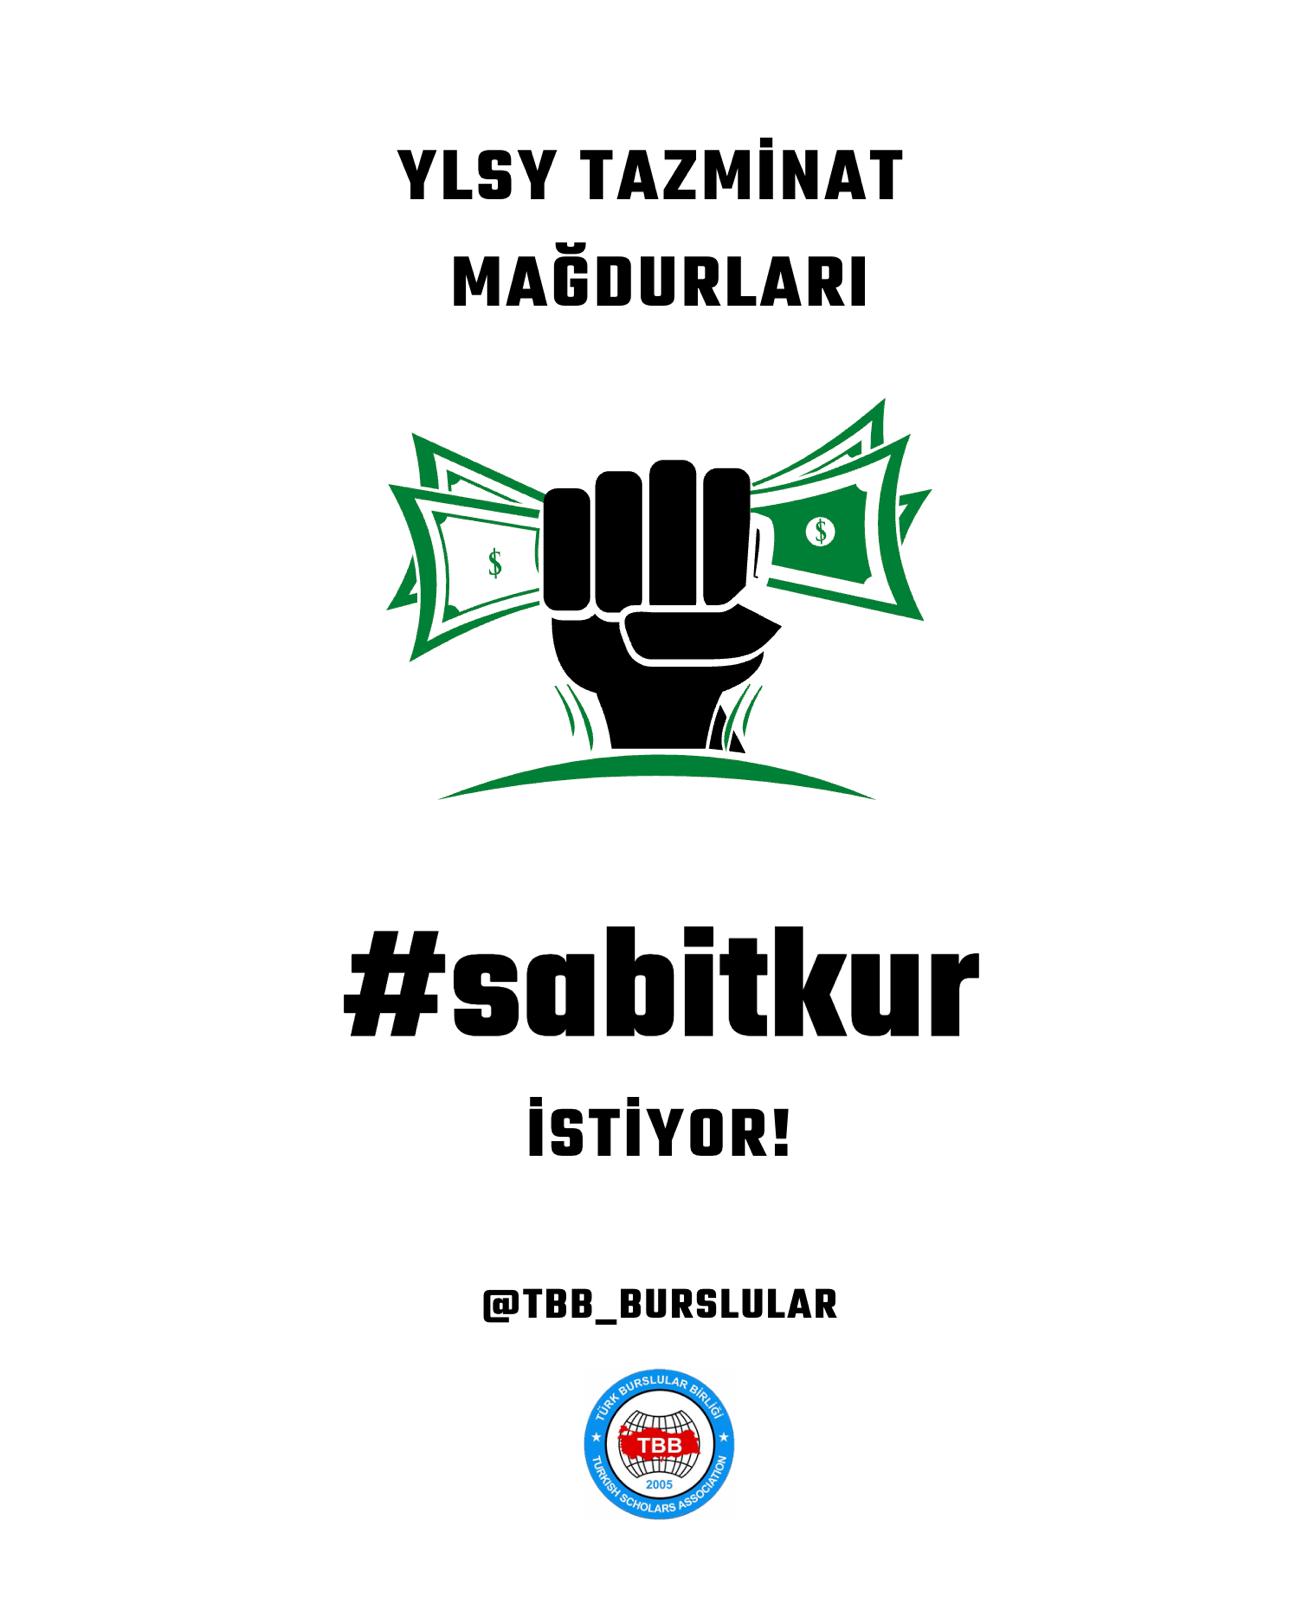 YLSY TAZMİNAT
MAĞDURLARI
$
$
#sabitkur
İSTİYOR!
@TBB_BURSLULAR
TÜRK BURSLULAR BİRLİĞİ
TBB
2005
TURKISH SCHOLARS ASSOCIATION